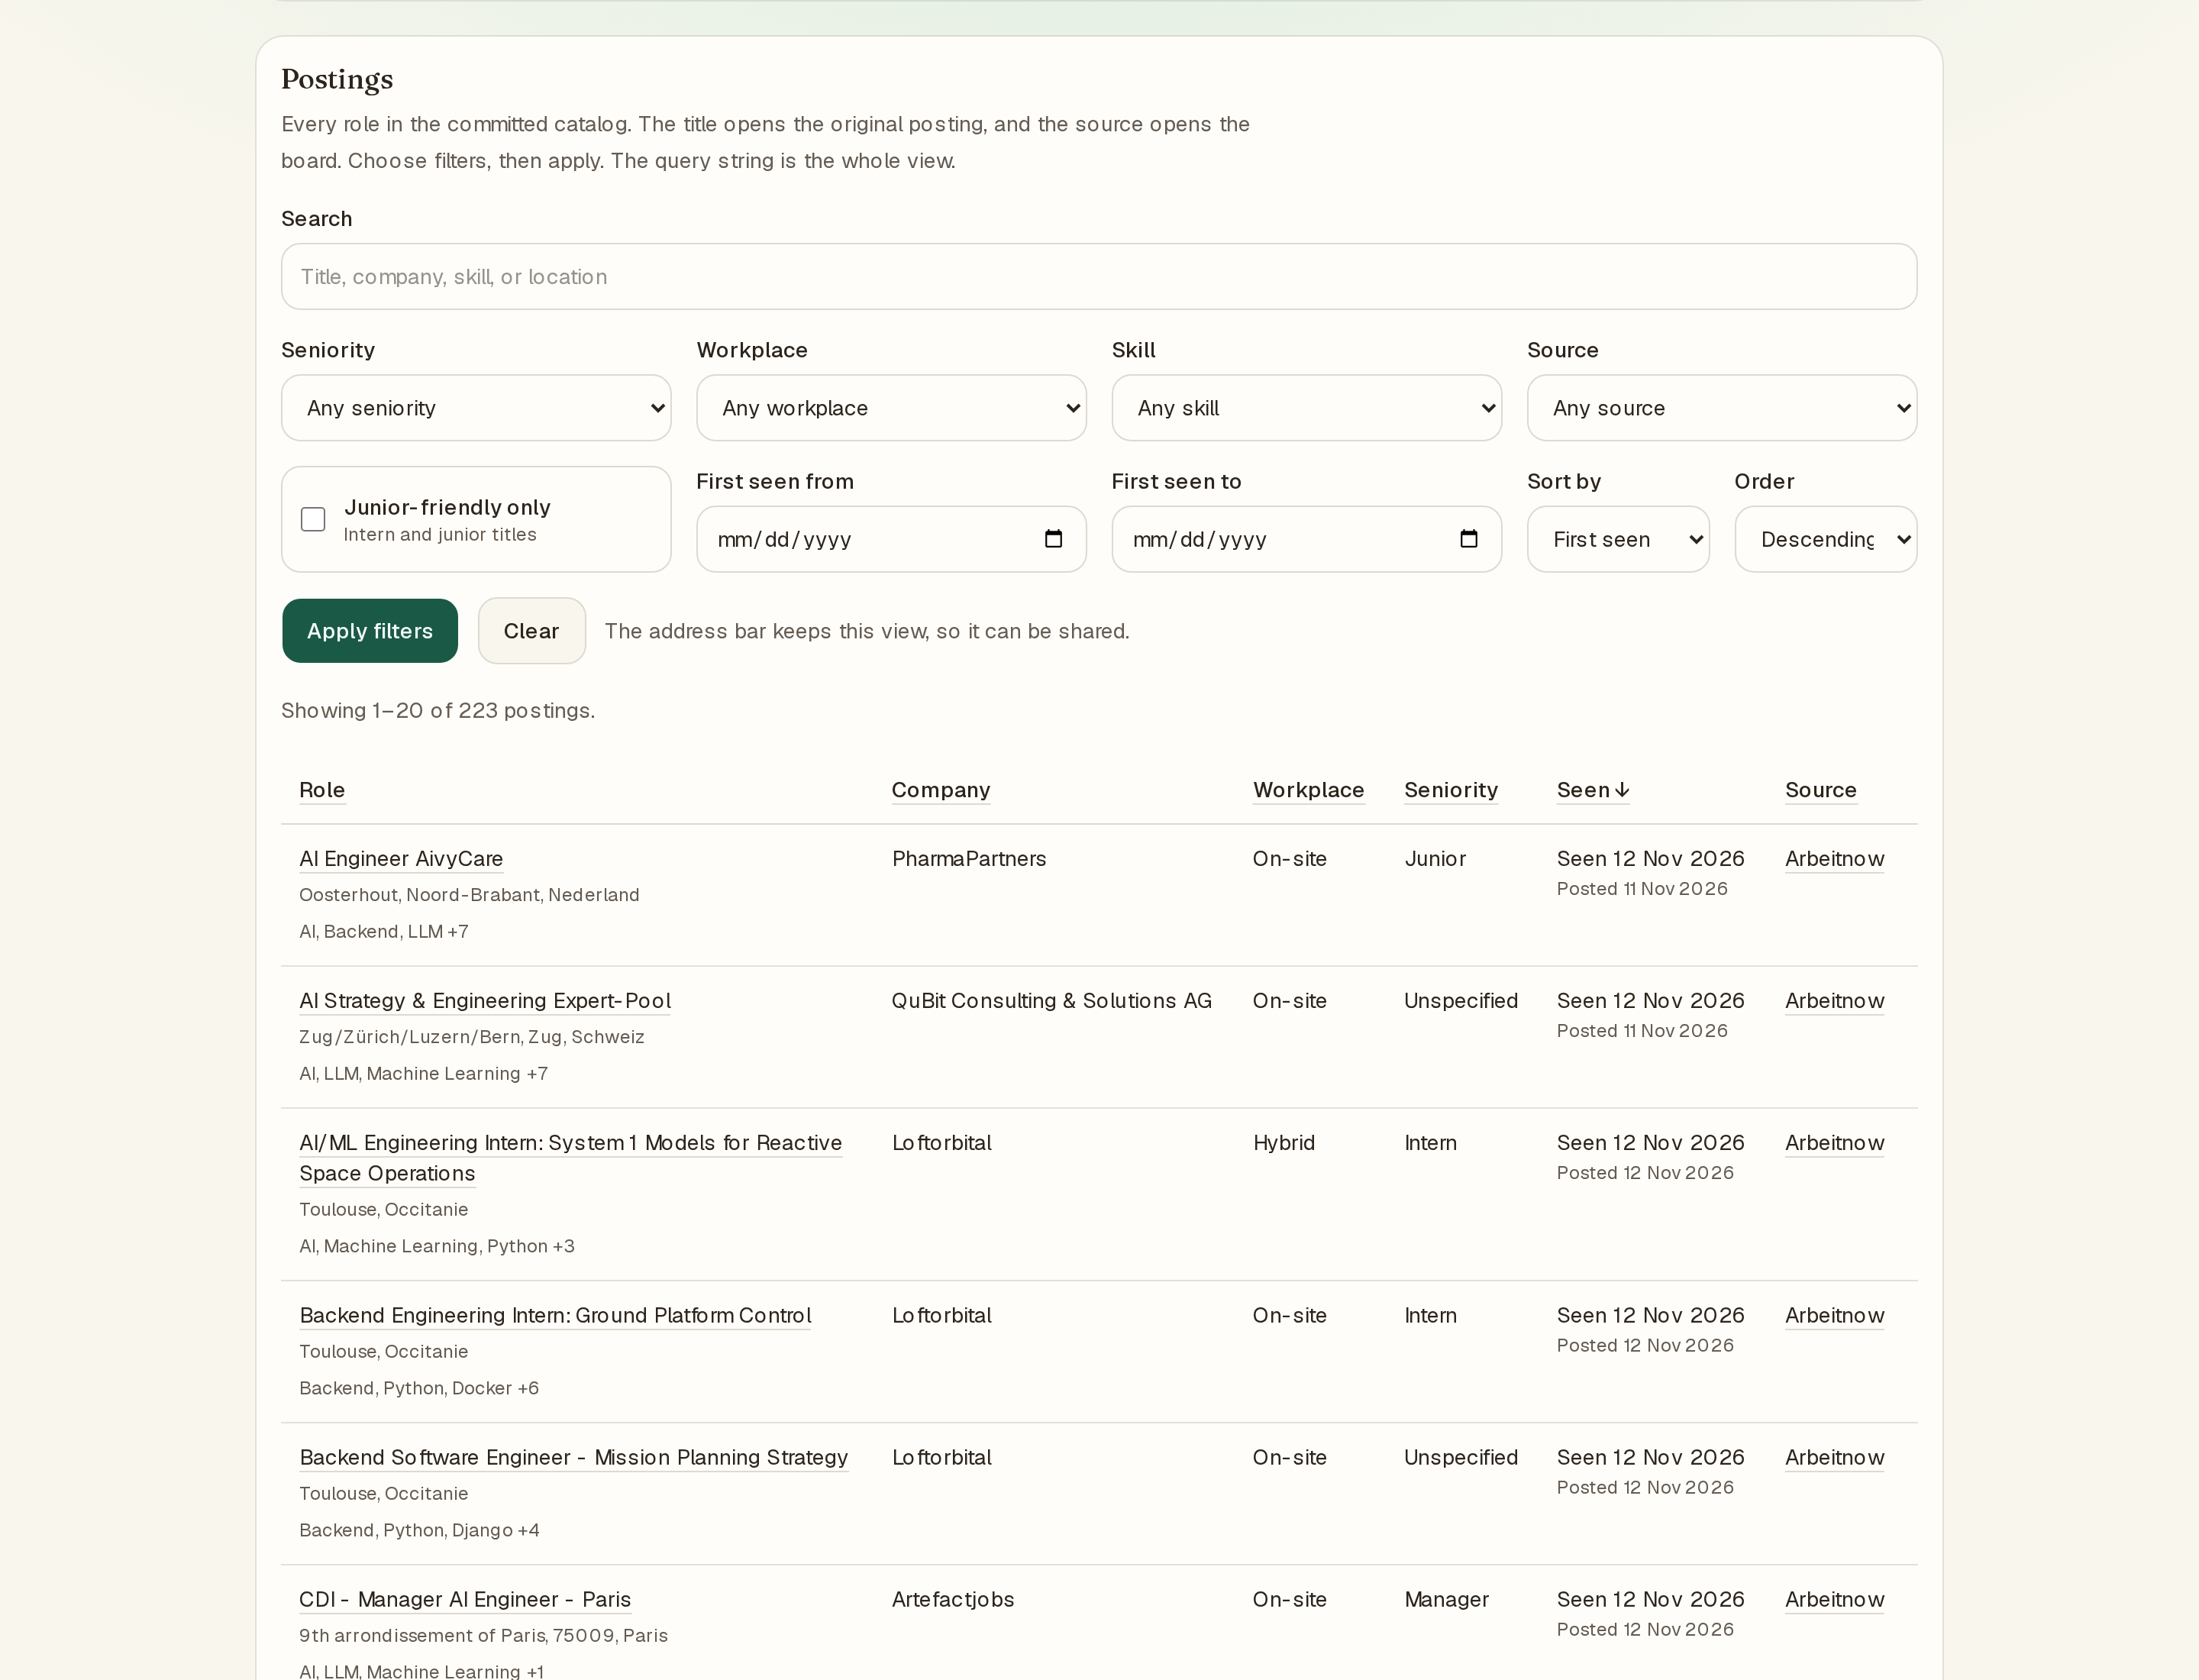 Postings
Every role in the committed catalog. The title opens the original posting, and the source opens the
board. Choose filters, then apply. The query string is the whole view.
Search
Title, company, skill, or location
Seniority Workplace Skill Source
Any seniority Any workplace Any skill Any source
Junior-friendly only
Intern and junior titles
First seen from First seen to Sort by Order
mm/dd/yyyy mm/dd/yyyy First seen Descending
Apply filters Clear The address bar keeps this view, so it can be shared.
Showing 1–20 of 223 postings.
Role Company Workplace Seniority Seen ↓ Source
AI Engineer AivyCare PharmaPartners On-site Junior Seen 12 Nov 2026 Arbeitnow
Posted 11 Nov 2026
Oosterhout, Noord-Brabant, Nederland
AI, Backend, LLM +7
AI Strategy & Engineering Expert-Pool QuBit Consulting & Solutions AG On-site Unspecified Seen 12 Nov 2026 Arbeitnow
Posted 11 Nov 2026
Zug/Zürich/Luzern/Bern, Zug, Schweiz
AI, LLM, Machine Learning +7
AI/ML Engineering Intern: System 1 Models for Reactive Loftorbital Hybrid Intern Seen 12 Nov 2026 Arbeitnow
Space Operations Posted 12 Nov 2026
Toulouse, Occitanie
AI, Machine Learning, Python +3
Backend Engineering Intern: Ground Platform Control Loftorbital On-site Intern Seen 12 Nov 2026 Arbeitnow
Posted 12 Nov 2026
Toulouse, Occitanie
Backend, Python, Docker +6
Backend Software Engineer - Mission Planning Strategy Loftorbital On-site Unspecified Seen 12 Nov 2026 Arbeitnow
Posted 12 Nov 2026
Toulouse, Occitanie
Backend, Python, Django +4
CDI - Manager AI Engineer - Paris Artefactjobs On-site Manager Seen 12 Nov 2026 Arbeitnow
Posted 12 Nov 2026
9th arrondissement of Paris, 75009, Paris
AI, LLM, Machine Learning +1